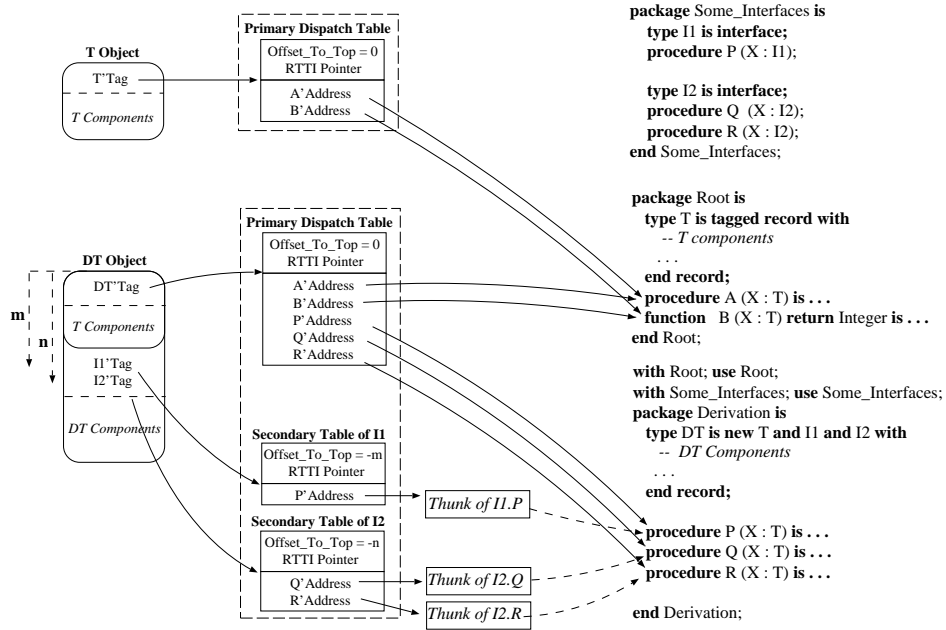 T Object
T'Tag
T Components
Primary Dispatch Table
Offset_To_Top = 0
RTTI Pointer
A'Address
B'Address
DT Object
DT'Tag
T Components
m
n
I1'Tag
I2'Tag
DT Components
Primary Dispatch Table
Offset_To_Top = 0
RTTI Pointer
A'Address
B'Address
P'Address
Q'Address
R'Address
Secondary Table of I1
Offset_To_Top = -m
RTTI Pointer
P'Address
Thunk of I1.P
Secondary Table of I2
Offset_To_Top = -n
RTTI Pointer
Q'Address
R'Address
Thunk of I2.Q
Thunk of I2.R
package Some_Interfaces is
type I1 is interface;
procedure P (X : I1);
type I2 is interface;
procedure Q (X : I2);
procedure R (X : I2);
end Some_Interfaces;
package Root is
type T is tagged record with
-- T components
. . .
end record;
procedure A (X : T) is . . .
function B (X : T) return Integer is . . .
end Root;
with Root; use Root;
with Some_Interfaces; use Some_Interfaces;
package Derivation is
type DT is new T and I1 and I2 with
-- DT Components
. . .
end record;
procedure P (X : T) is . . .
procedure Q (X : T) is . . .
procedure R (X : T) is . . .
end Derivation;